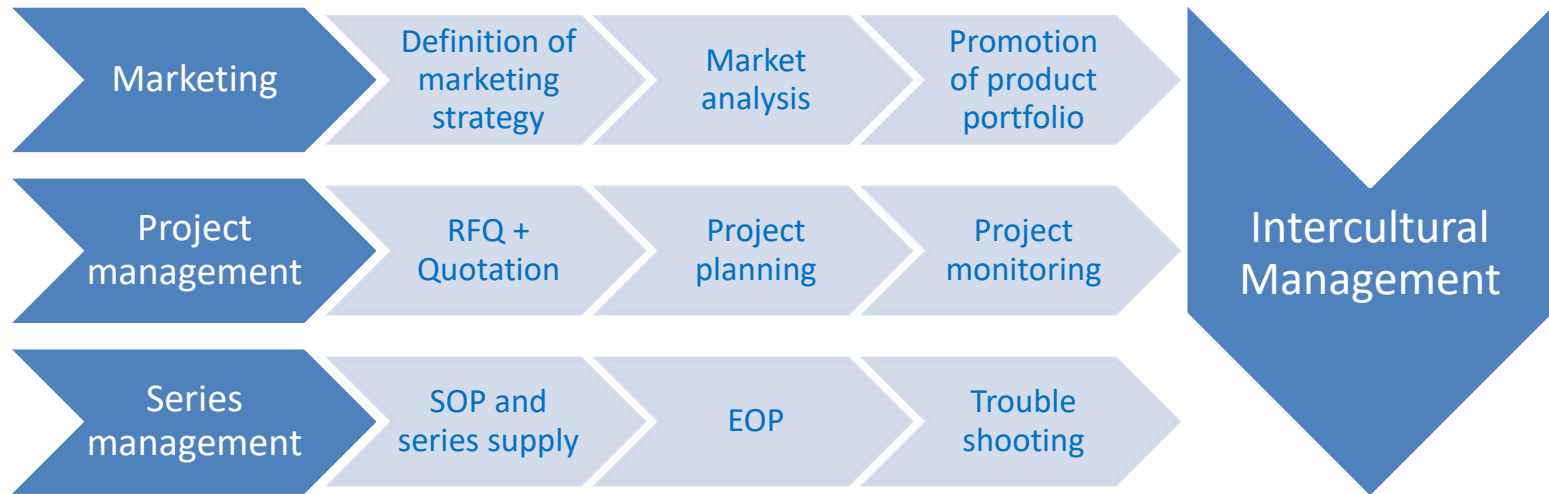 Marketing
Definition of
marketing
strategy
Market
analysis
Promotion
of product
portfolio
Project
management
RFQ +
Quotation
Project
planning
Project
monitoring
Series
management
SOP and
series supply
EOP
Trouble
shooting
Intercultural
Management